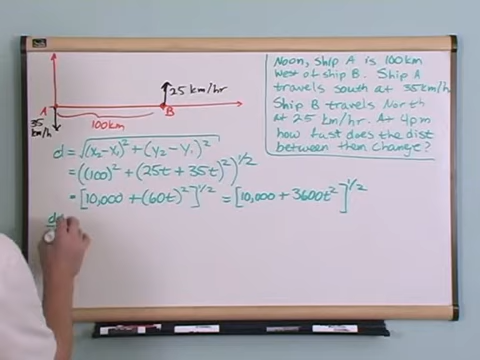 Noon, Ship A is 100km
West of ship B. Ship A
travels south at 35km/hr
Ship B travels North
at 25 km/hr. At 4pm
how fast does the dist
between them change?
25 km/hr
A
B
35
km/h
100km
d = √(x₂-x₁)² + (y₂-y₁)²
= ((100)² + (25t + 35t)²)^1/2
= [10,000 + (60t)²]^1/2 = [10,000 + 3600t²]^1/2